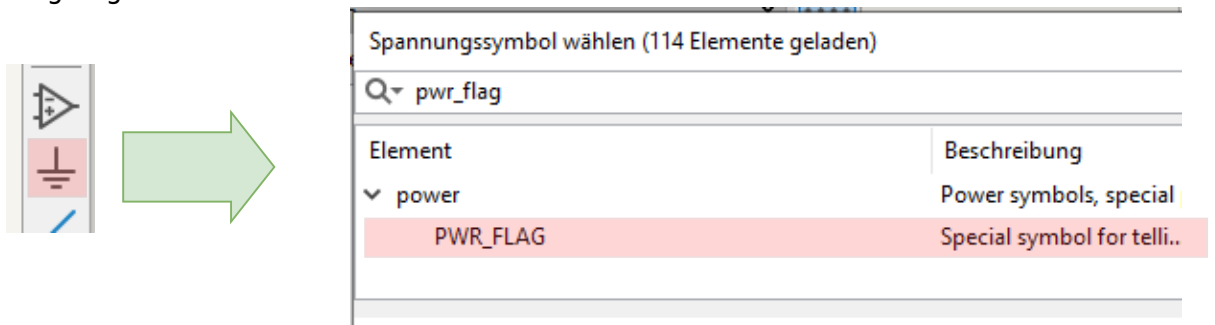 Spannungssymbol wählen (114 Elemente geladen)
pwr_flag
Element Beschreibung
power Power symbols, special
PWR_FLAG Special symbol for telli..